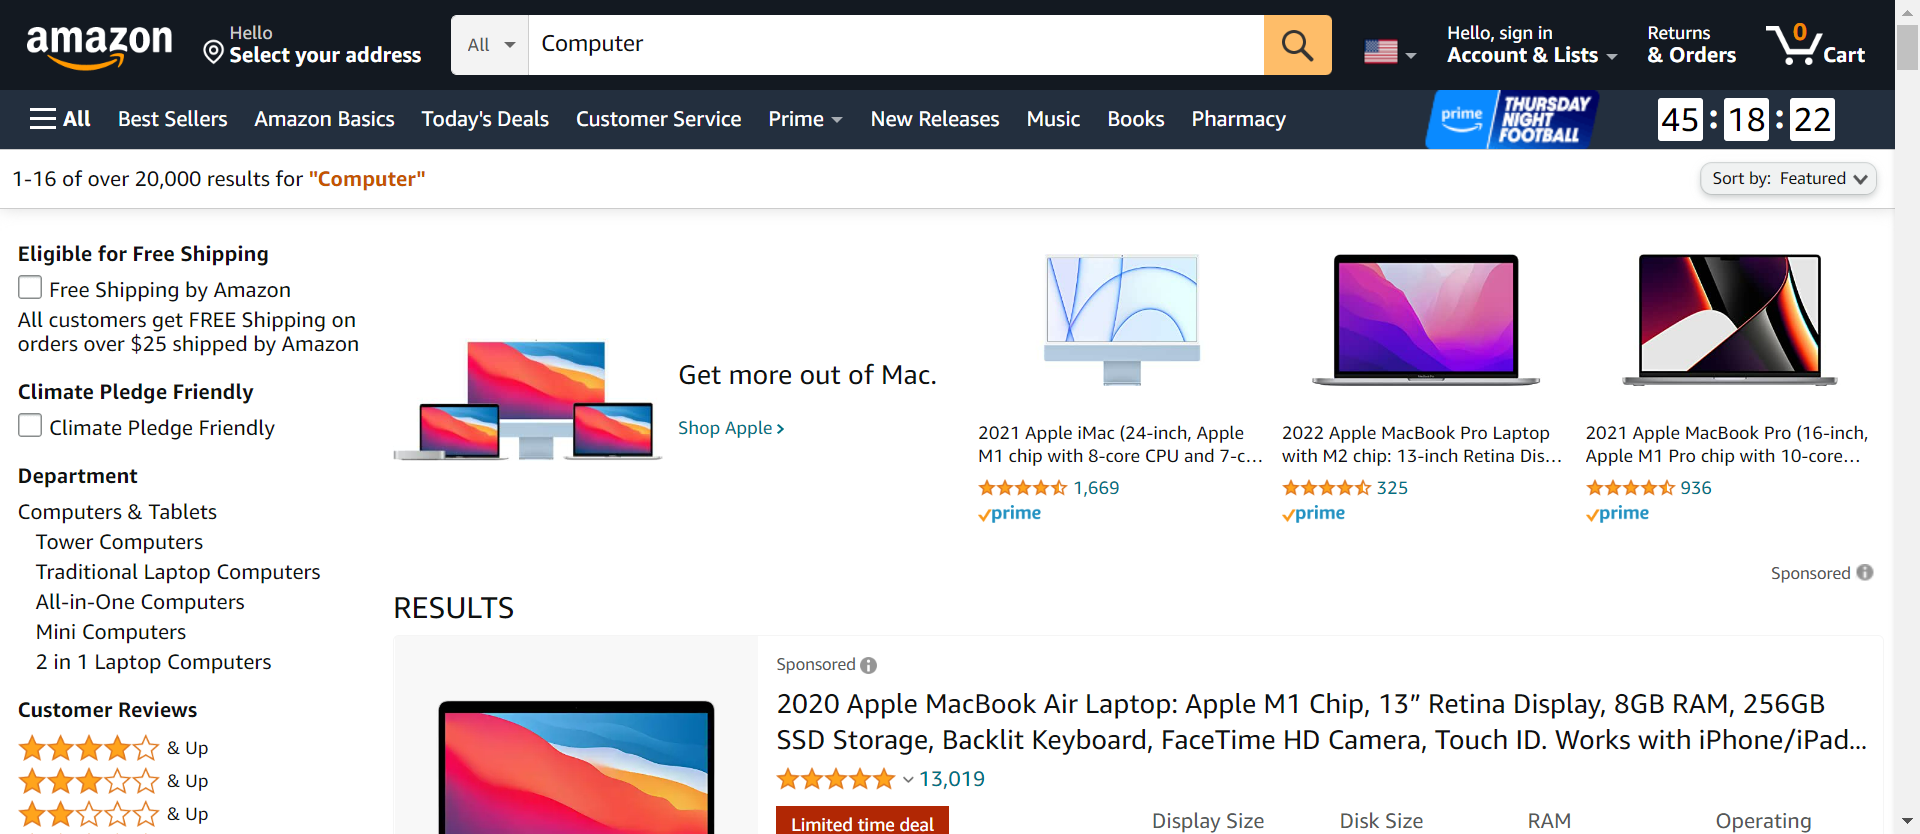 amazon
Hello
Select your address
All
Computer
Hello, sign in
Account & Lists
Returns
& Orders
0
Cart
All
Best Sellers
Amazon Basics
Today's Deals
Customer Service
Prime
New Releases
Music
Books
Pharmacy
prime
THURSDAY
NIGHT
FOOTBALL
45 : 18 : 22
1-16 of over 20,000 results for "Computer"
Sort by: Featured
Eligible for Free Shipping
Free Shipping by Amazon
All customers get FREE Shipping on
orders over $25 shipped by Amazon
Climate Pledge Friendly
Climate Pledge Friendly
Department
Computers & Tablets
Tower Computers
Traditional Laptop Computers
All-in-One Computers
Mini Computers
2 in 1 Laptop Computers
Customer Reviews
& Up
& Up
& Up
Get more out of Mac.
Shop Apple
2021 Apple iMac (24-inch, Apple
M1 chip with 8-core CPU and 7-c...
1,669
prime
2022 Apple MacBook Pro Laptop
with M2 chip: 13-inch Retina Dis...
325
prime
2021 Apple MacBook Pro (16-inch,
Apple M1 Pro chip with 10-core...
936
prime
Sponsored
RESULTS
Sponsored
2020 Apple MacBook Air Laptop: Apple M1 Chip, 13” Retina Display, 8GB RAM, 256GB
SSD Storage, Backlit Keyboard, FaceTime HD Camera, Touch ID. Works with iPhone/iPad...
13,019
Limited time deal
Display Size
Disk Size
RAM
Operating